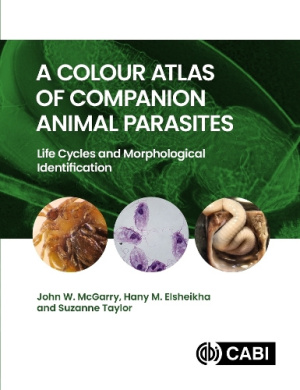 A COLOUR ATLAS
OF COMPANION
ANIMAL PARASITES
Life Cycles and Morphological
Identification
John W. McGarry, Hany M. Elsheikha
and Suzanne Taylor
CABI